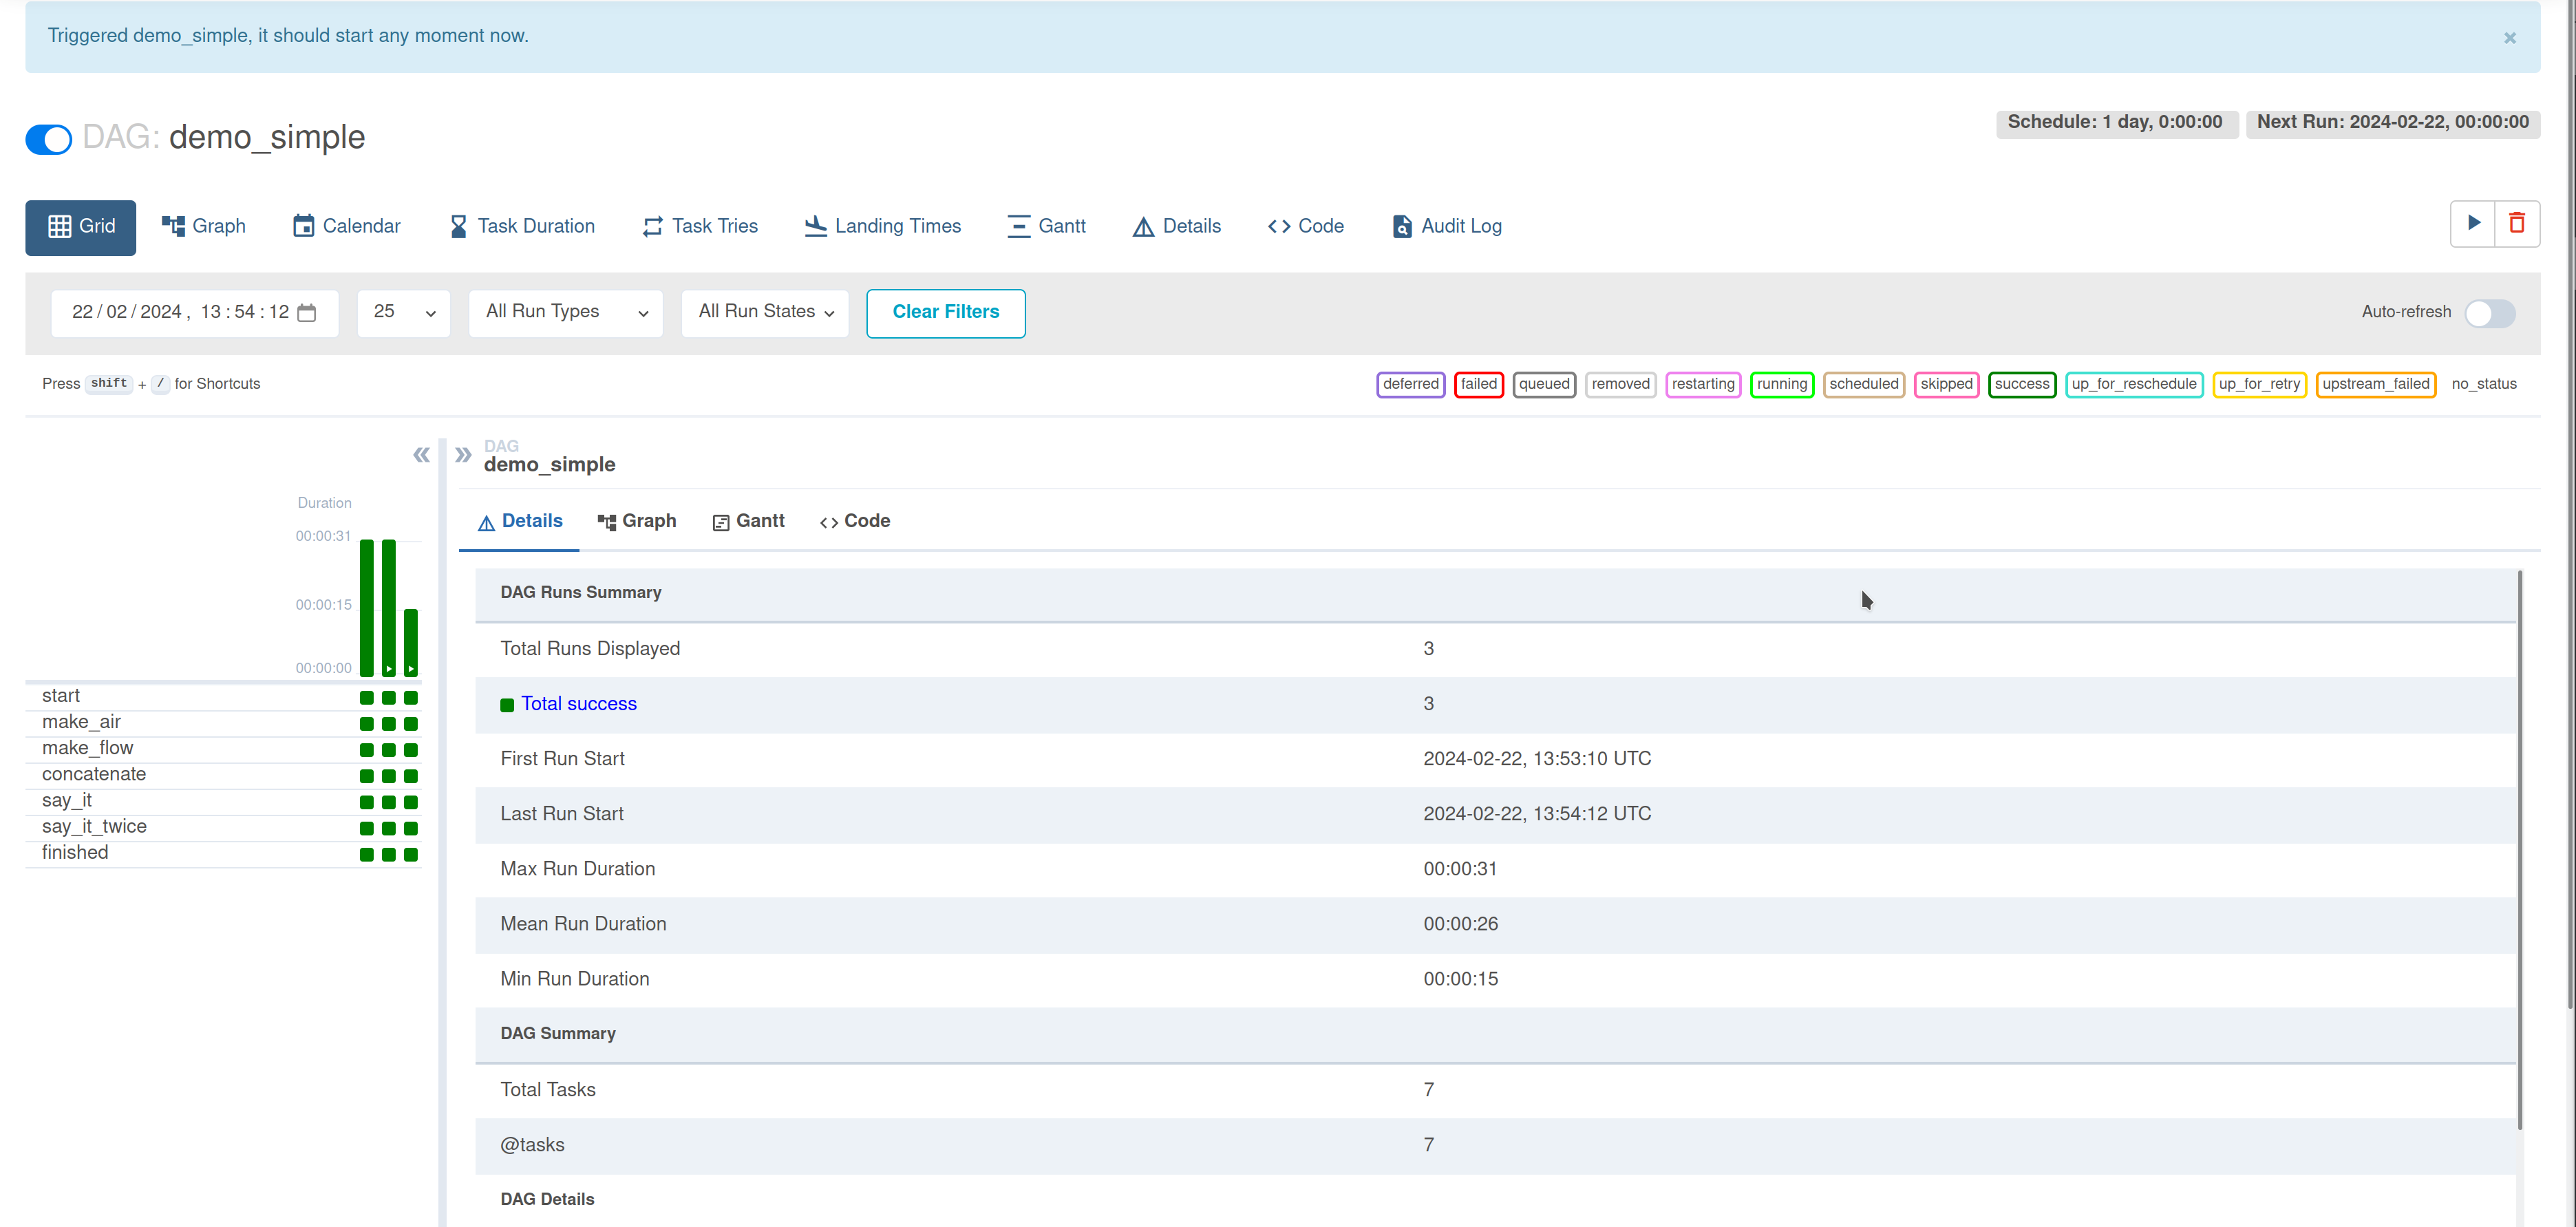 Triggered demo_simple, it should start any moment now.
×
DAG: demo_simple
Schedule: 1 day, 0:00:00 Next Run: 2024-02-22, 00:00:00
Grid Graph Calendar Task Duration Task Tries Landing Times Gantt Details Code Audit Log
22/02/2024, 13:54:12 25 All Run Types All Run States Clear Filters Auto-refresh
Press shift + / for Shortcuts deferred failed queued removed restarting running scheduled skipped success up_for_reschedule up_for_retry upstream_failed no_status
Duration
00:00:31
00:00:15
00:00:00
start
make_air
make_flow
concatenate
say_it
say_it_twice
finished
DAG
demo_simple
Details Graph Gantt Code
DAG Runs Summary
Total Runs Displayed 3
Total success 3
First Run Start 2024-02-22, 13:53:10 UTC
Last Run Start 2024-02-22, 13:54:12 UTC
Max Run Duration 00:00:31
Mean Run Duration 00:00:26
Min Run Duration 00:00:15
DAG Summary
Total Tasks 7
@tasks 7
DAG Details